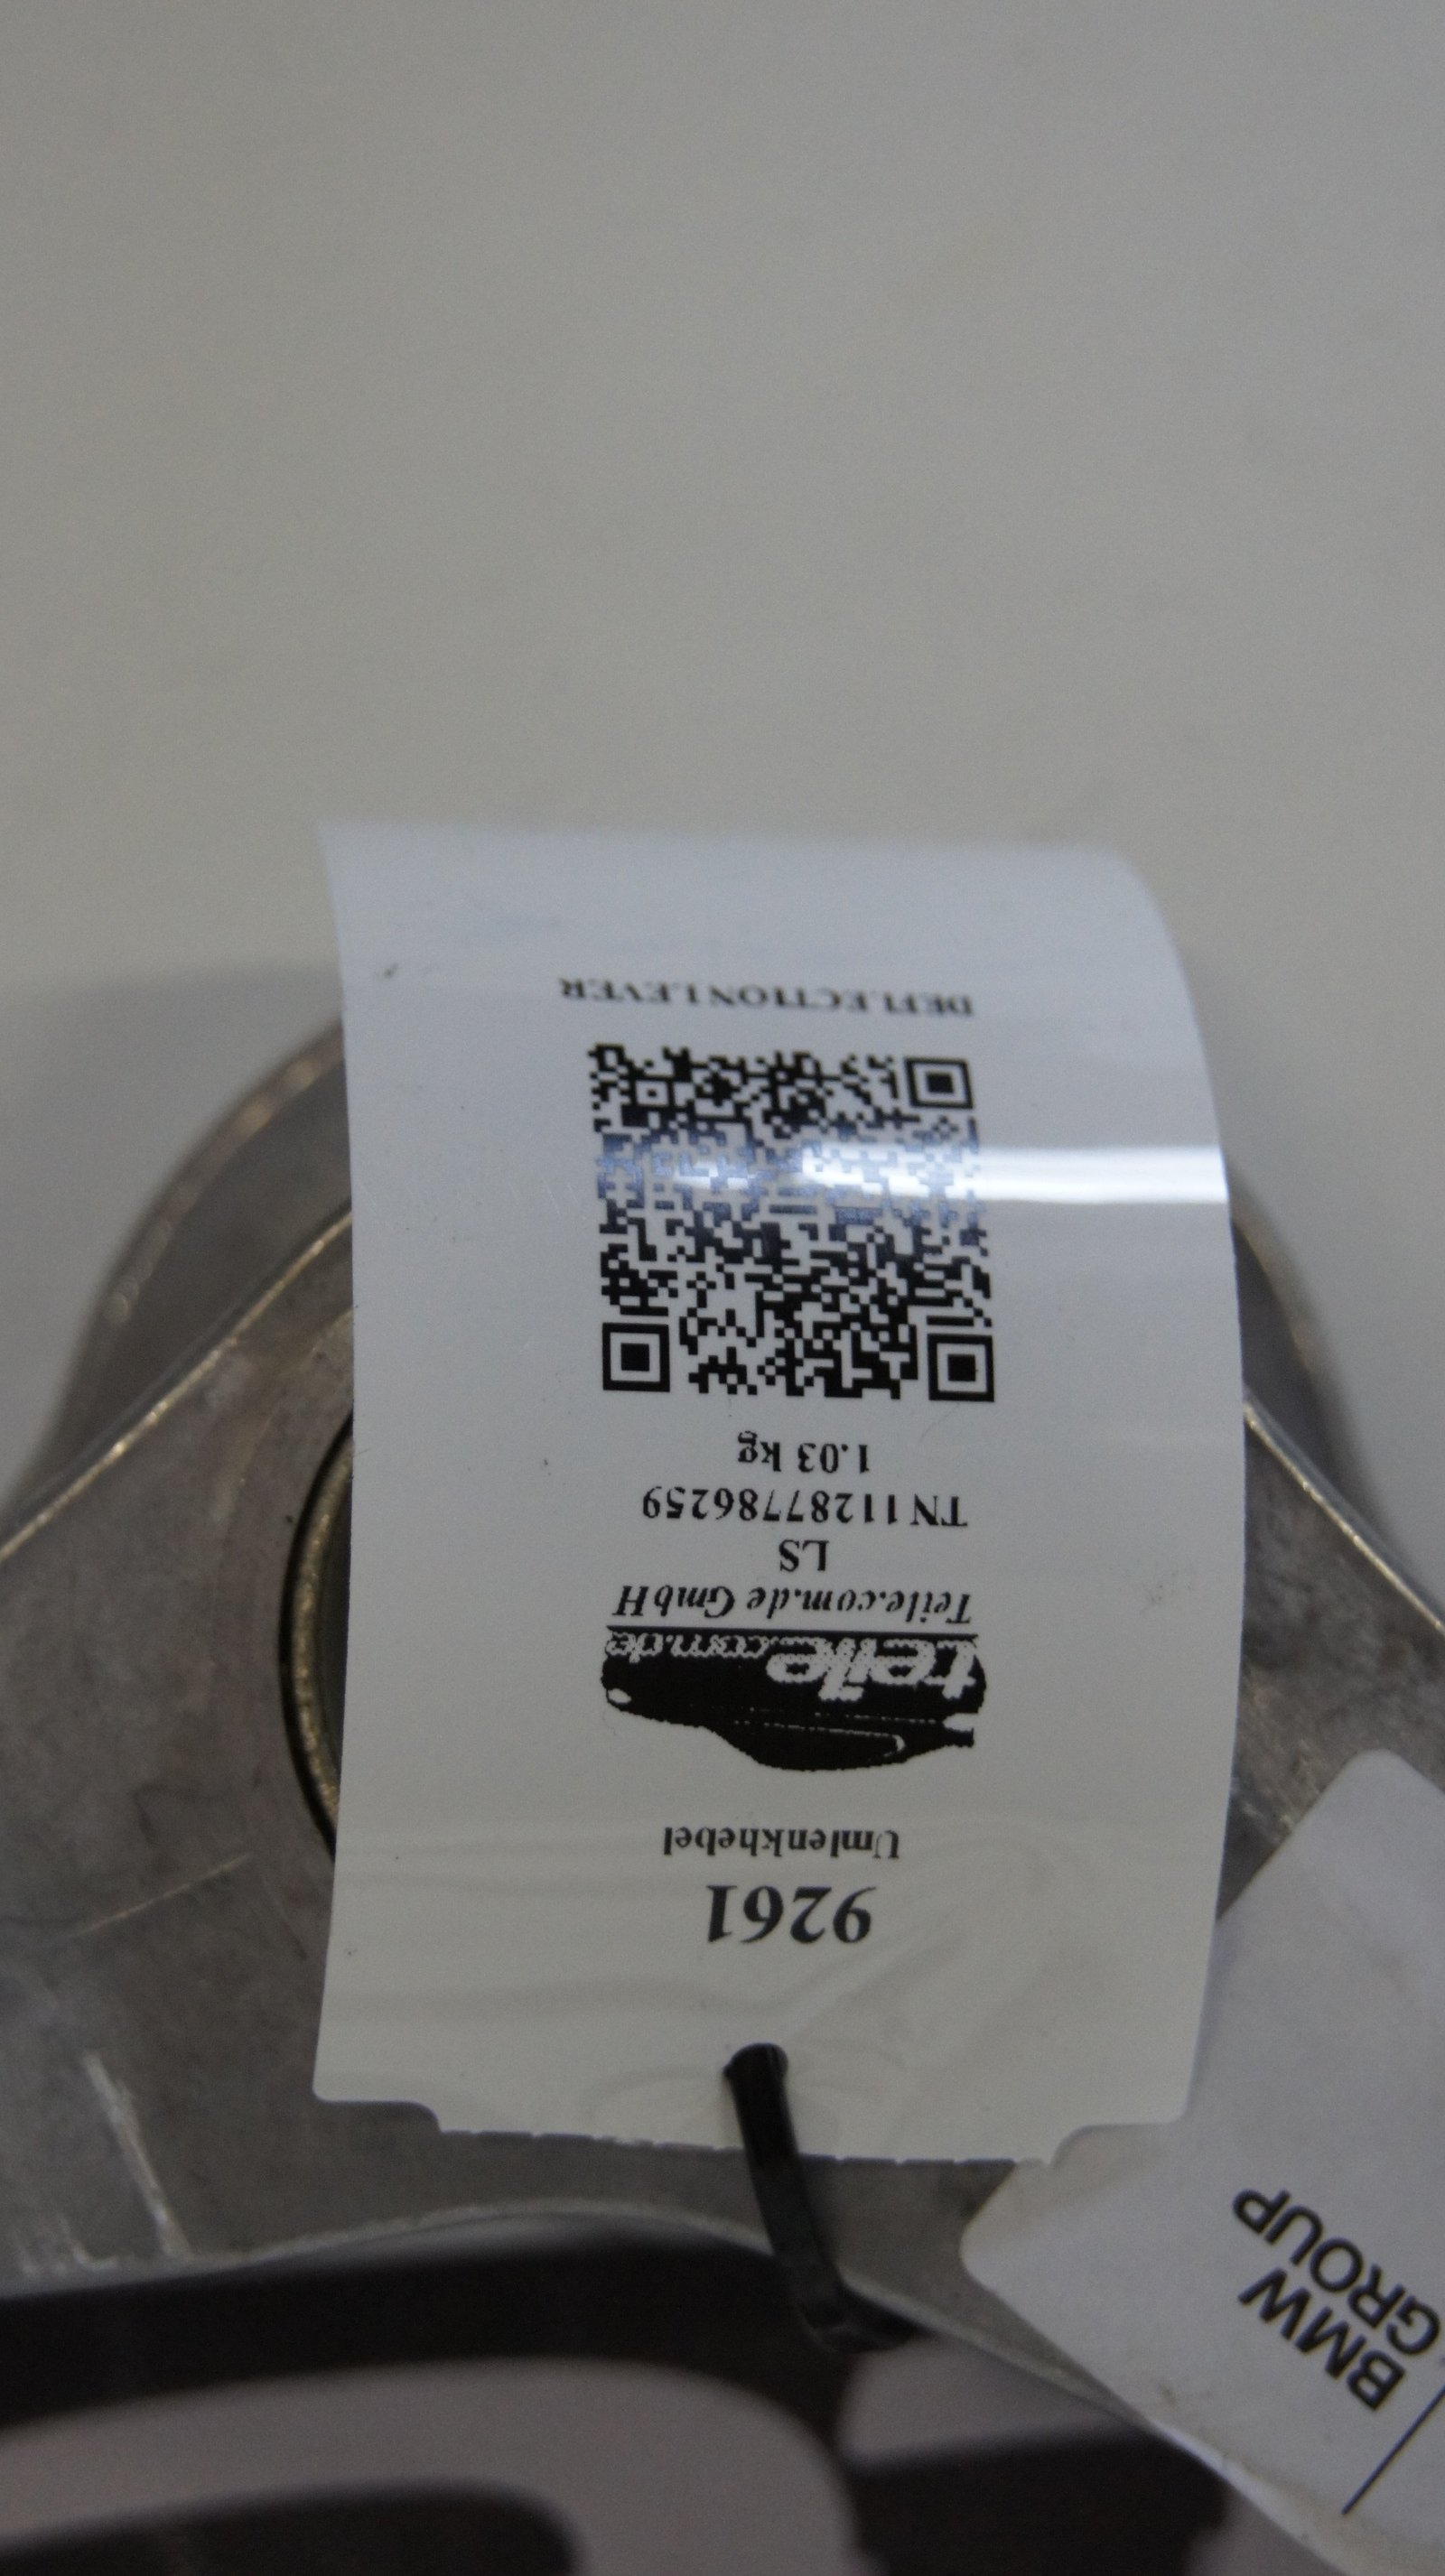 9261
Umlenkhebel
teile.com.de
Teile.com.de GmbH
LS
TN 11287786259
1.03 kg
DEFLECTION LEVER
BMW
GROUP